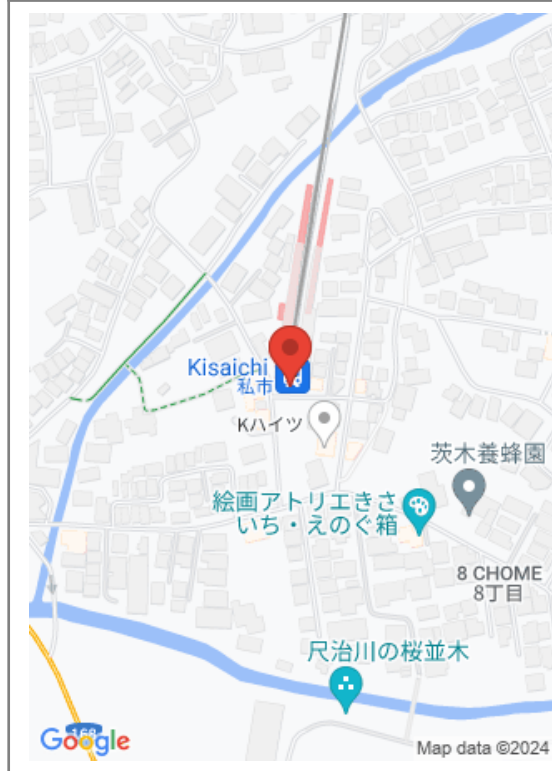 Kisaichi
私市
Kハイツ
茨木養蜂園
絵画アトリエきさ
いち・えのぐ箱
8 CHOME
8丁目
尺治川の桜並木
168
Google
Map data ©2024